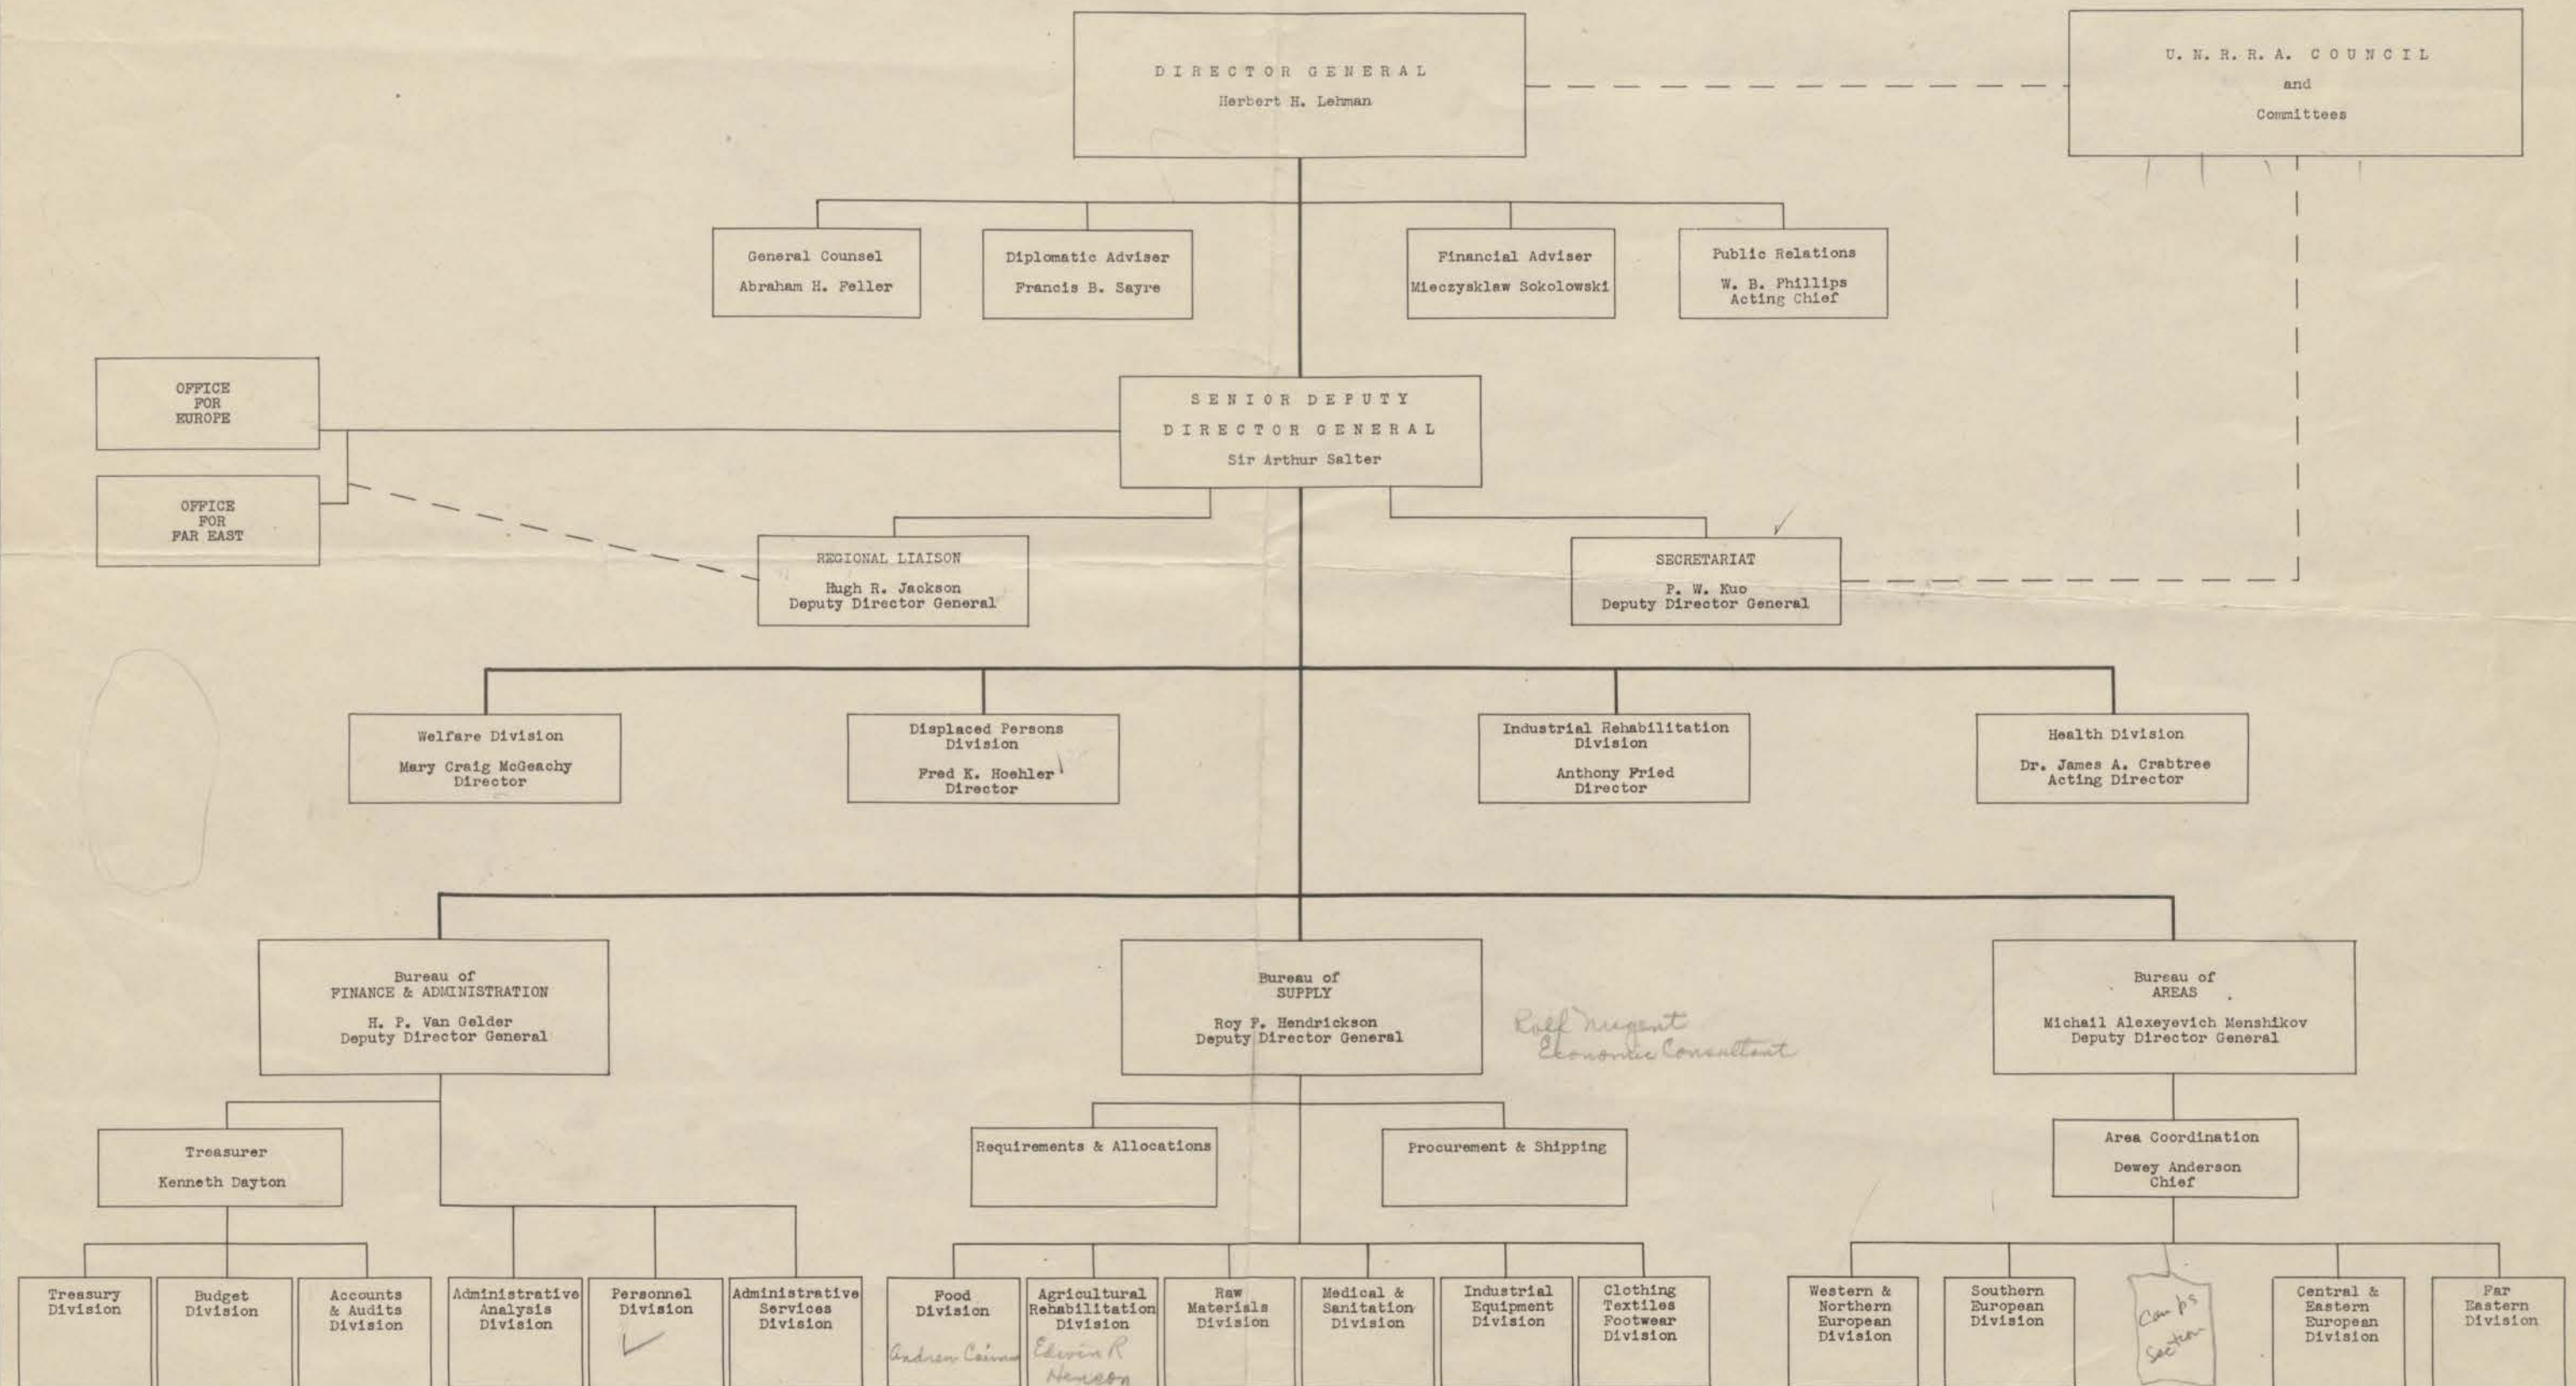 D I R E C T O R G E N E R A L
Herbert H. Lehman
U. N. R. R. A. C O U N C I L
and
Committees
General Counsel
Abraham H. Feller
Diplomatic Adviser
Francis B. Sayre
Financial Adviser
Mieczysklaw Sokolowski
Public Relations
W. B. Phillips
Acting Chief
OFFICE
FOR
EUROPE
S E N I O R D E P U T Y
D I R E C T O R G E N E R A L
Sir Arthur Salter
OFFICE
FOR
FAR EAST
REGIONAL LIAISON
Hugh R. Jackson
Deputy Director General
SECRETARIAT
P. W. Kuo
Deputy Director General
Welfare Division
Mary Craig McGeachy
Director
Displaced Persons
Division
Fred K. Hoehler
Director
Industrial Rehabilitation
Division
Anthony Fried
Director
Health Division
Dr. James A. Crabtree
Acting Director
Bureau of
FINANCE & ADMINISTRATION
H. P. Van Gelder
Deputy Director General
Bureau of
SUPPLY
Roy F. Hendrickson
Deputy Director General
Rolf Nugent
Economic Consultant
Bureau of
AREAS
Michail Alexeyevich Menshikov
Deputy Director General
Treasurer
Kenneth Dayton
Requirements & Allocations
Procurement & Shipping
Area Coordination
Dewey Anderson
Chief
Treasury
Division
Budget
Division
Accounts
& Audits
Division
Administrative
Analysis
Division
Personnel
Division
Administrative
Services
Division
Food
Division
Andrew
Agricultural
Rehabilitation
Division
Edwin R
Henson
Raw
Materials
Division
Medical &
Sanitation
Division
Industrial
Equipment
Division
Clothing
Textiles
Footwear
Division
Western &
Northern
European
Division
Southern
European
Division
Camps
Section
Central &
Eastern
European
Division
Far
Eastern
Division